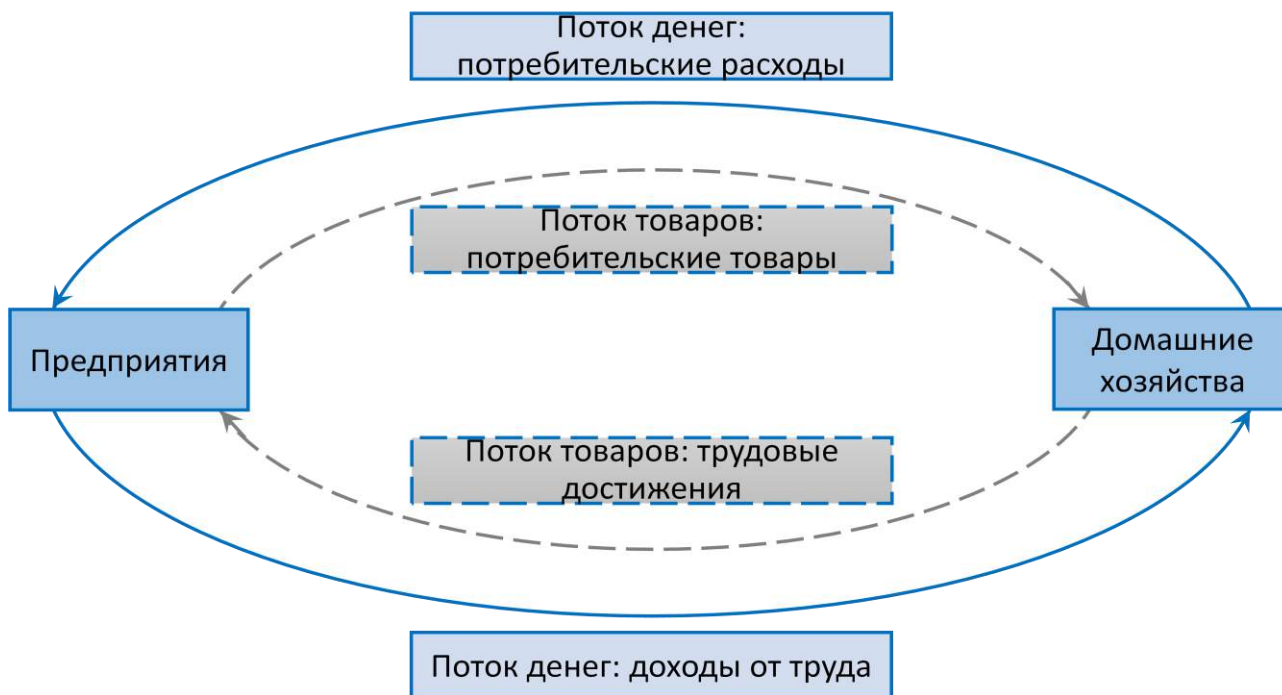 Поток денег:
потребительские расходы
Поток товаров:
потребительские товары
Предприятия
Домашние
хозяйства
Поток товаров: трудовые
достижения
Поток денег: доходы от труда